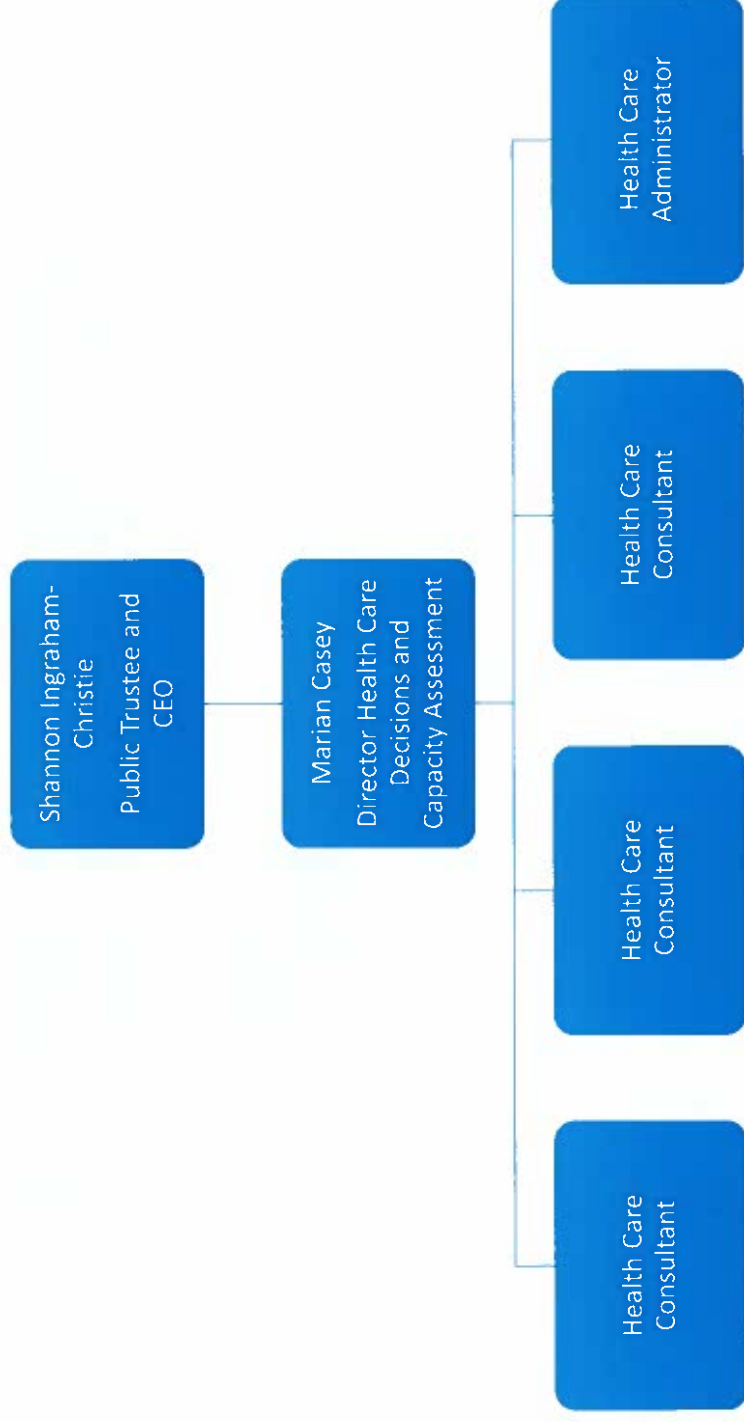 Shannon Ingraham-
Christie
Public Trustee and
CEO
Marian Casey
Director Health Care
Decisions and
Capacity Assessment
Health Care
Consultant
Health Care
Consultant
Health Care
Consultant
Health Care
Administrator